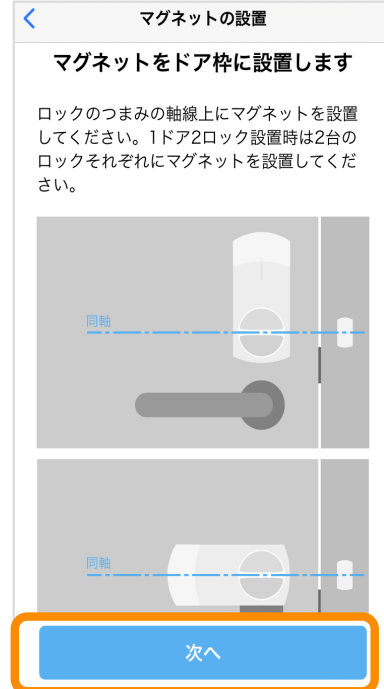 マグネットの設置
マグネットをドア枠に設置します
ロックのつまみの軸線上にマグネットを設置
してください。1ドア2ロック設置時は2台の
ロックそれぞれにマグネットを設置してくだ
さい。
同軸
同軸
次へ